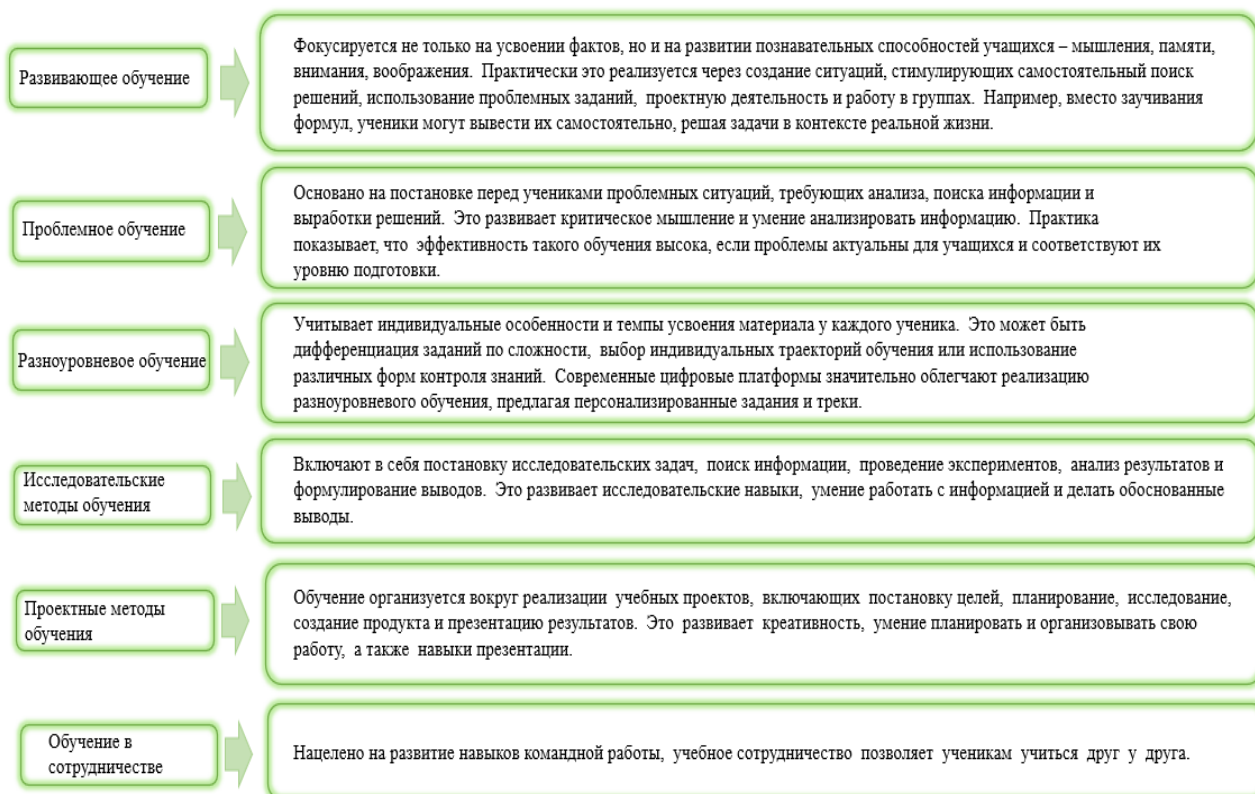 Развивающее обучение
Фокусируется не только на усвоении фактов, но и на развитии познавательных способностей учащихся – мышления, памяти,
внимания, воображения. Практически это реализуется через создание ситуаций, стимулирующих самостоятельный поиск
решений, использование проблемных заданий, проектную деятельность и работу в группах. Например, вместо заучивания
формул, ученики могут вывести их самостоятельно, решая задачи в контексте реальной жизни.
Проблемное обучение
Основано на постановке перед учениками проблемных ситуаций, требующих анализа, поиска информации и
выработки решений. Это развивает критическое мышление и умение анализировать информацию. Практика
показывает, что эффективность такого обучения высока, если проблемы актуальны для учащихся и соответствуют их
уровню подготовки.
Разноуровневое обучение
Учитывает индивидуальные особенности и темпы усвоения материала у каждого ученика. Это может быть
дифференциация заданий по сложности, выбор индивидуальных траекторий обучения или использование
различных форм контроля знаний. Современные цифровые платформы значительно облегчают реализацию
разноуровневого обучения, предлагая персонализированные задания и треки.
Исследовательские
методы обучения
Включают в себя постановку исследовательских задач, поиск информации, проведение экспериментов, анализ результатов и
формулирование выводов. Это развивает исследовательские навыки, умение работать с информацией и делать обоснованные
выводы.
Проектные методы
обучения
Обучение организуется вокруг реализации учебных проектов, включающих постановку целей, планирование, исследование,
создание продукта и презентацию результатов. Это развивает креативность, умение планировать и организовывать свою
работу, а также навыки презентации.
Обучение в
сотрудничестве
Нацелено на развитие навыков командной работы, учебное сотрудничество позволяет ученикам учиться друг у друга.